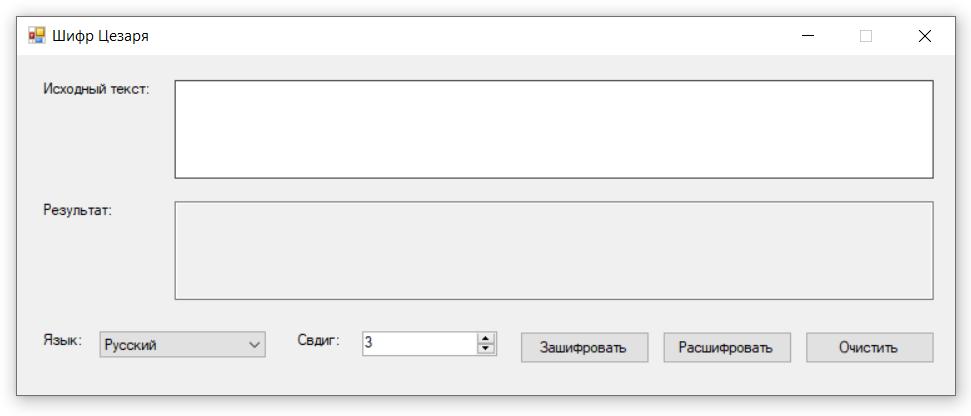 Шифр Цезаря
Исходный текст:
Результат:
Язык: Русский Свдиг: 3 Зашифровать Расшифровать Очистить